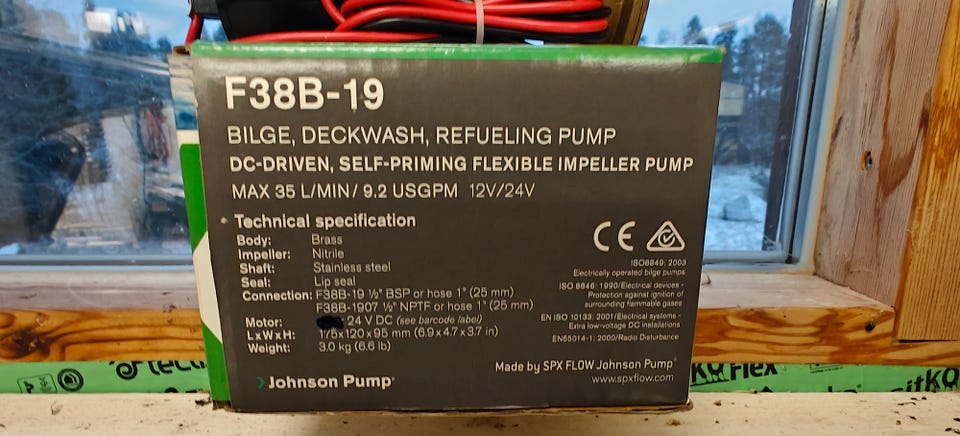 F38B-19
BILGE, DECKWASH, REFUELING PUMP
DC-DRIVEN, SELF-PRIMING FLEXIBLE IMPELLER PUMP
MAX 35 L/MIN / 9.2 USGPM 12V/24V
Technical specification
Body: Brass
Impeller: Nitrile
Shaft: Stainless steel
Seal: Lip seal
Connection: F38B-19 ½" BSP or hose 1" (25 mm)
F38B-1907 ½" NPTF or hose 1" (25 mm)
Motor: 24 V DC (see barcode label)
L x W x H: 175x120x95 mm (6.9x4.7x3.7 in)
Weight: 3.0 kg (6.6 lb)
Johnson Pump®
CE
ISO8849: 2003
Electrically operated bilge pumps
ISO 8846: 1990/Electrical devices -
Protection against ignition of
surrounding flammable gases
EN ISO 10133: 2001/Electrical systems -
Extra low-voltage DC installations
EN55014-1: 2000/Radio Disturbance
Made by SPX FLOW Johnson Pump®
www.spxflow.com